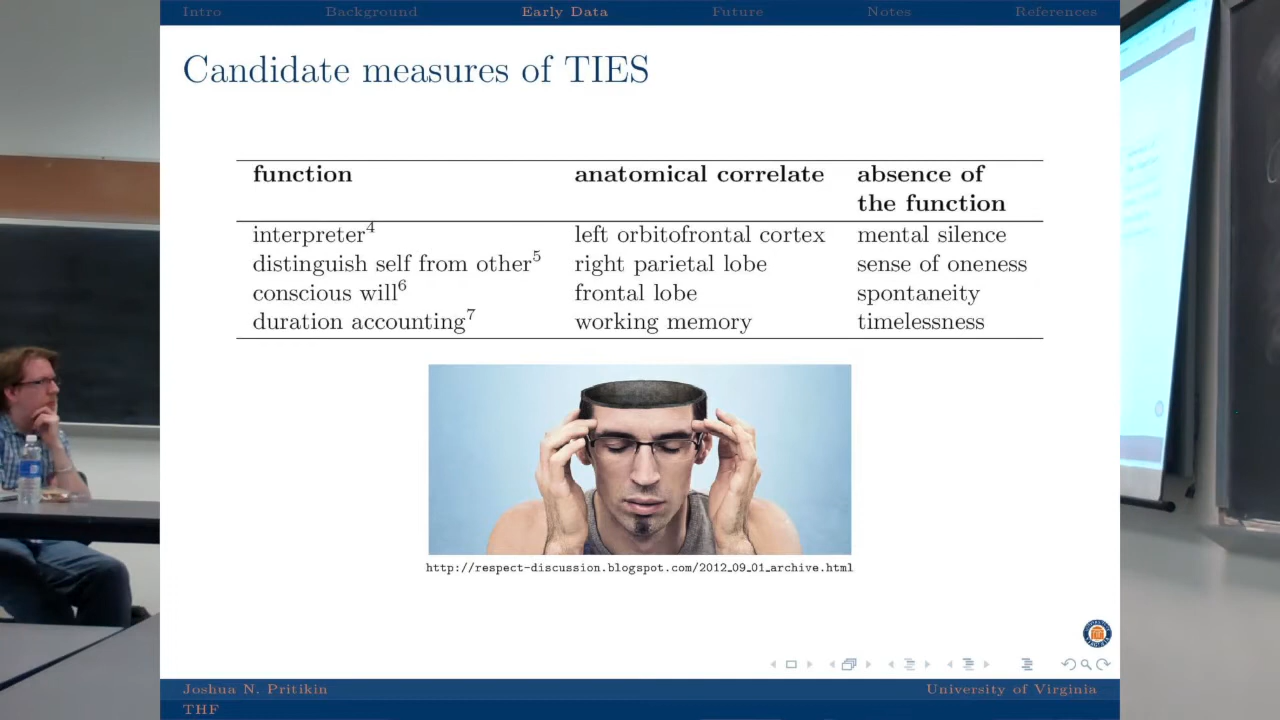 Intro Background Early Data Future Notes References
Candidate measures of TIES
function anatomical correlate absence of
the function
interpreter4 left orbitofrontal cortex mental silence
distinguish self from other5 right parietal lobe sense of oneness
conscious will6 frontal lobe spontaneity
duration accounting7 working memory timelessness
http://respect-discussion.blogspot.com/2012_09_01_archive.html
Joshua N. Pritikin University of Virginia
THF